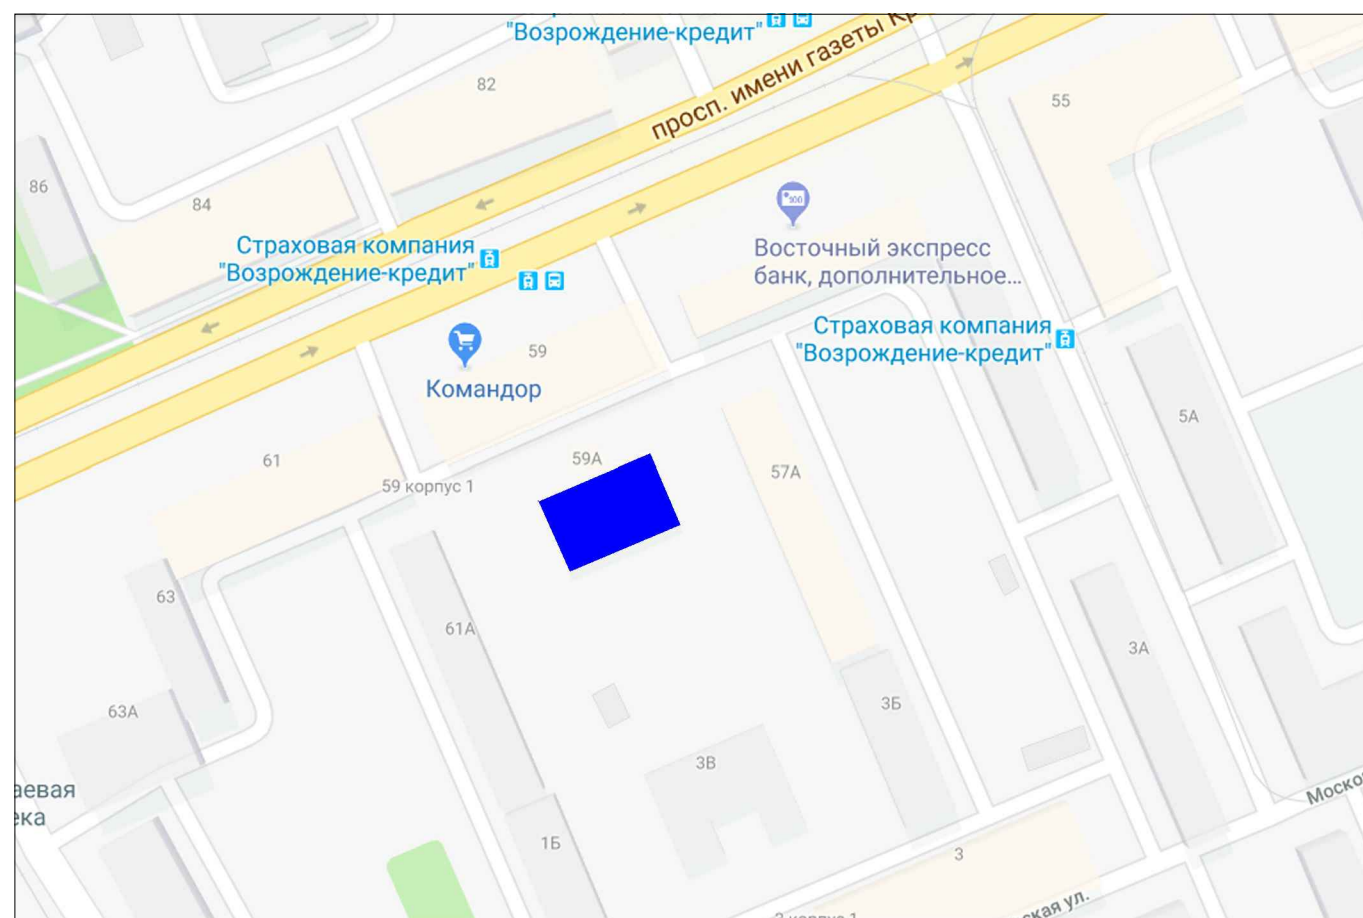 "Возрождение-кредит"
82
просп. имени газеты
55
86
84
Страховая компания
"Возрождение-кредит"
Восточный экспресс
банк, дополнительное...
Страховая компания
"Возрождение-кредит"
59
Командор
5А
61
59А
57А
59 корпус 1
63
61А
3А
63А
3Б
3В
1Б
3